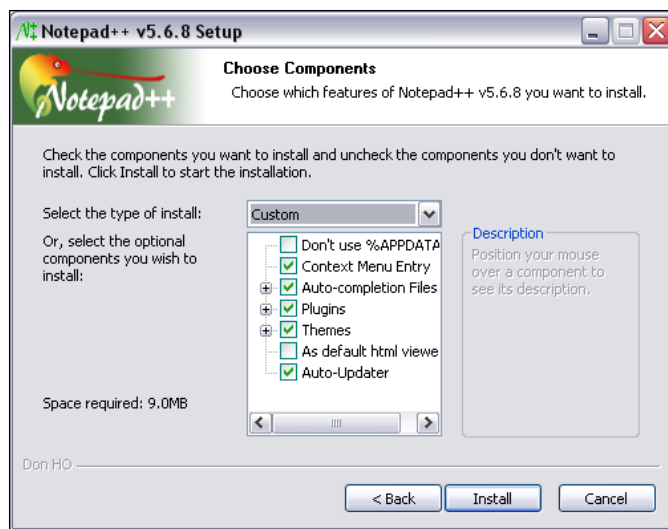 Notepad++ v5.6.8 Setup
Notepad++
Choose Components
Choose which features of Notepad++ v5.6.8 you want to install.
Check the components you want to install and uncheck the components you don't want to
install. Click Install to start the installation.
Select the type of install:
Custom
Or, select the optional
components you wish to
install:
Don't use %APPDATA
Context Menu Entry
Auto-completion Files
Plugins
Themes
As default html viewe
Auto-Updater
Description
Position your mouse
over a component to
see its description.
Space required: 9.0MB
Don HO
< Back
Install
Cancel